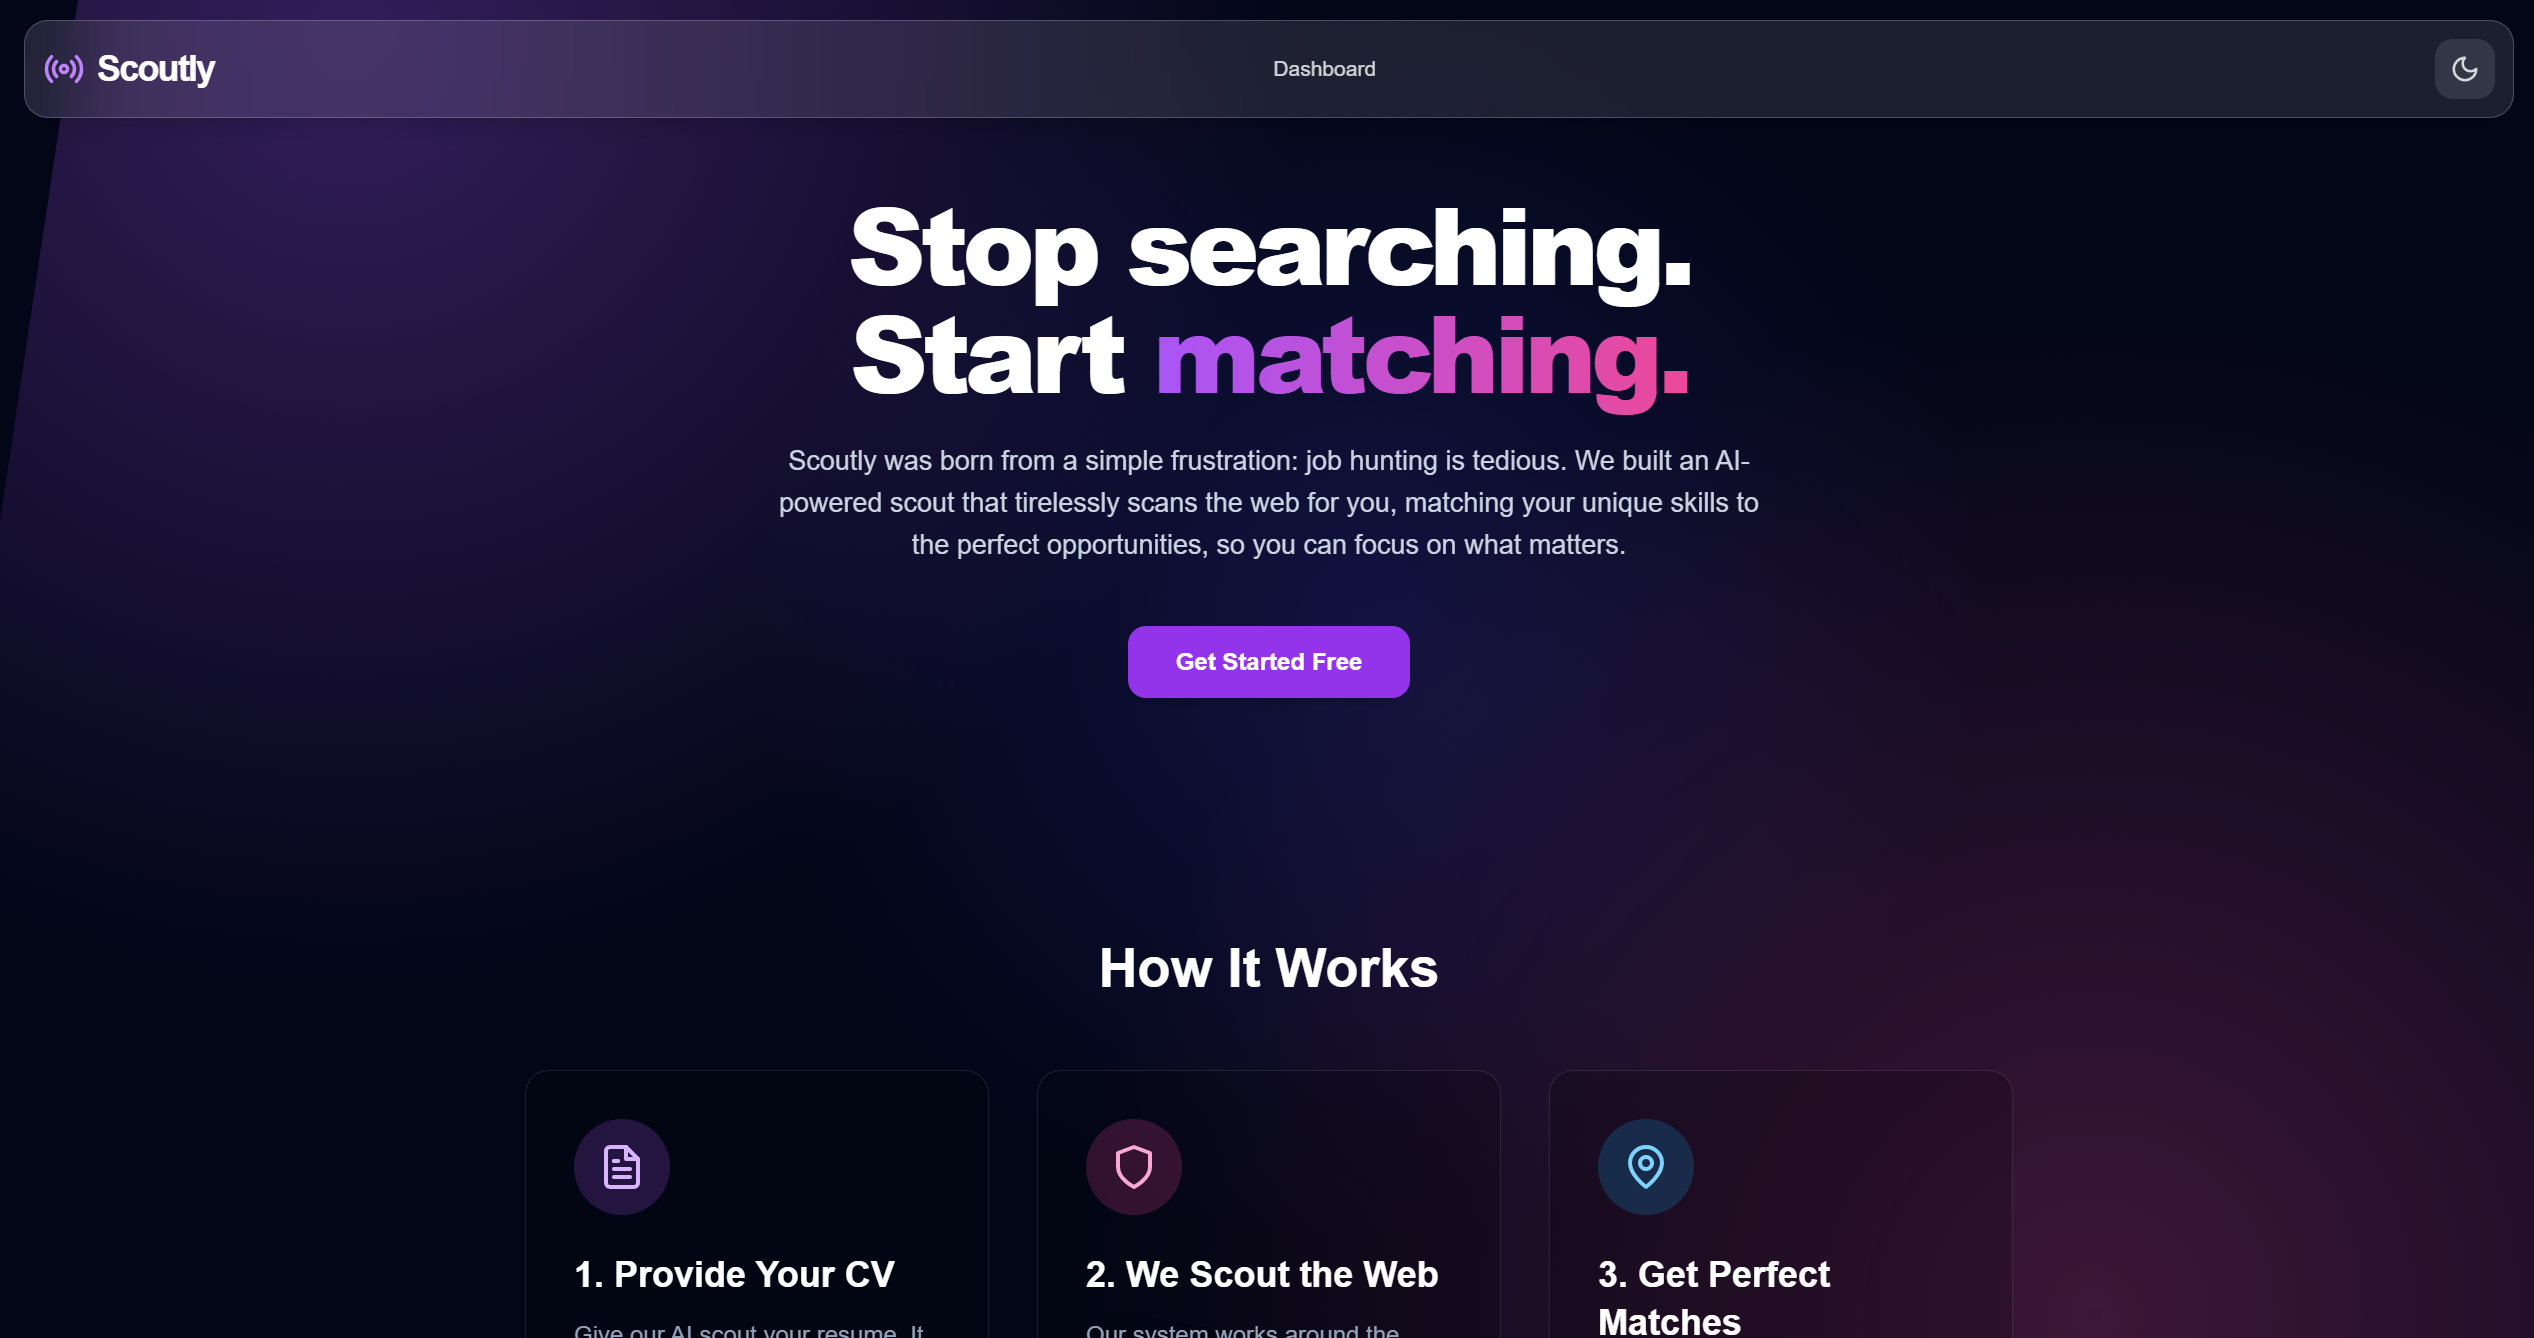 Scoutly
Dashboard
Stop searching.
Start matching.
Scoutly was born from a simple frustration: job hunting is tedious. We built an AI-
powered scout that tirelessly scans the web for you, matching your unique skills to
the perfect opportunities, so you can focus on what matters.
Get Started Free
How It Works
1. Provide Your CV
Give our AI scout your resume. It
2. We Scout the Web
Our system works around the
3. Get Perfect
Matches